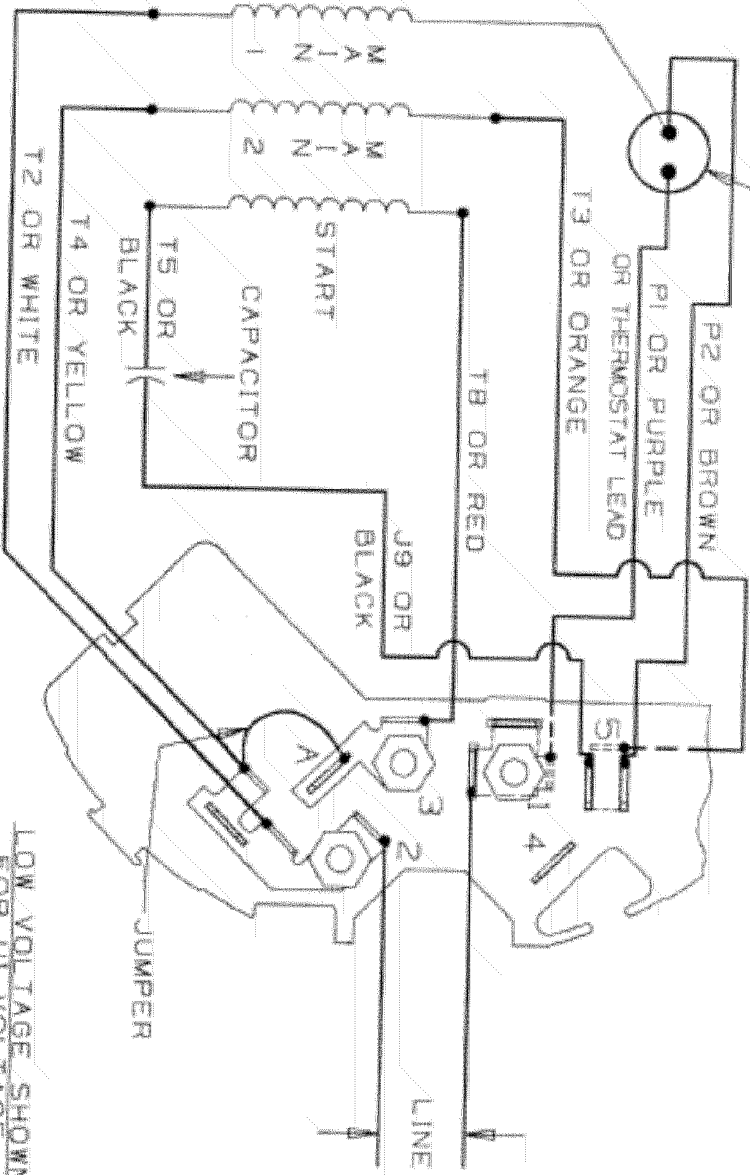 MAIN
1
MAIN
2
START
T2 OR WHITE
T4 OR YELLOW
T5 OR
BLACK
CAPACITOR
T8 OR RED
T3 OR ORANGE
P1 OR PURPLE
OR THERMOSTAT LEAD
P2 OR BROWN
J9 OR
BLACK
5
1
4
3
A
2
JUMPER
LINE
LOW VOLTAGE SHOWN